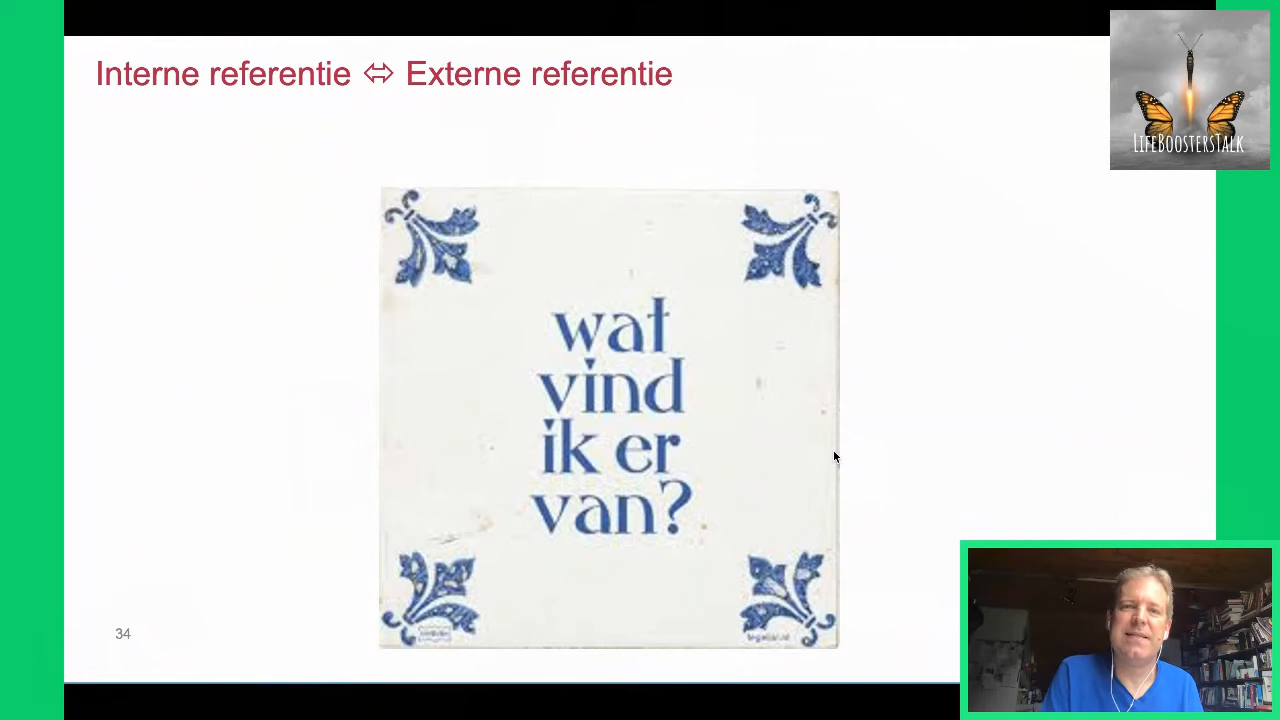 Interne referentie ⇔ Externe referentie
LIFEBOOSTERSTALK
wat
vind
ik er
van?
34